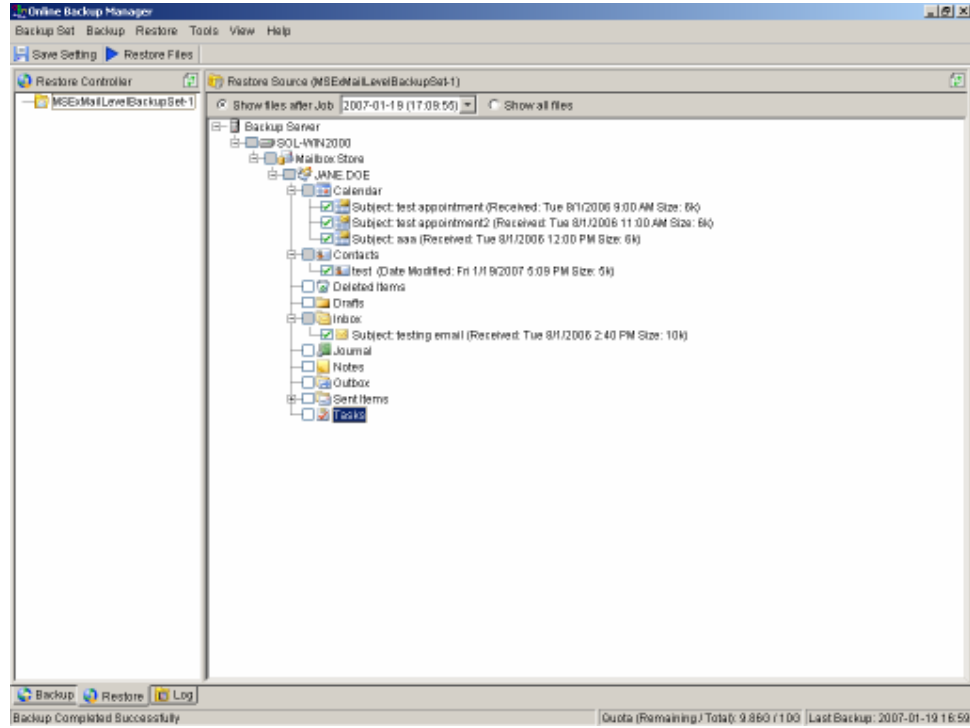 Online Backup Manager
Backup Set Backup Restore Tools View Help
Save Setting Restore Files
Restore Controller
Restore Source (MSExMailLevelBackupSet-1)
MSExMailLevelBackupSet-1
Show files after Job 2007-01-19 (17:09:55) Show all files
Backup Server
SOL-WIN2000
Mailbox Store
JANE DOE
Calendar
Subject: test appointment (Received: Tue 8/1/2006 9:00 AM Size: 6k)
Subject: test appointment2 (Received: Tue 8/1/2006 11:00 AM Size: 6k)
Subject: aaa (Received: Tue 8/1/2006 12:00 PM Size: 6k)
Contacts
test (Date Modified: Fri 1/19/2007 5:09 PM Size: 5k)
Deleted Items
Drafts
Inbox
Subject: testing email (Received: Tue 8/1/2006 2:40 PM Size: 10k)
Journal
Notes
Outbox
Sent Items
Tasks
Backup Restore Log
Backup Completed Successfully
Quota (Remaining / Total): 9.86G / 10G
Last Backup: 2007-01-19 16:59